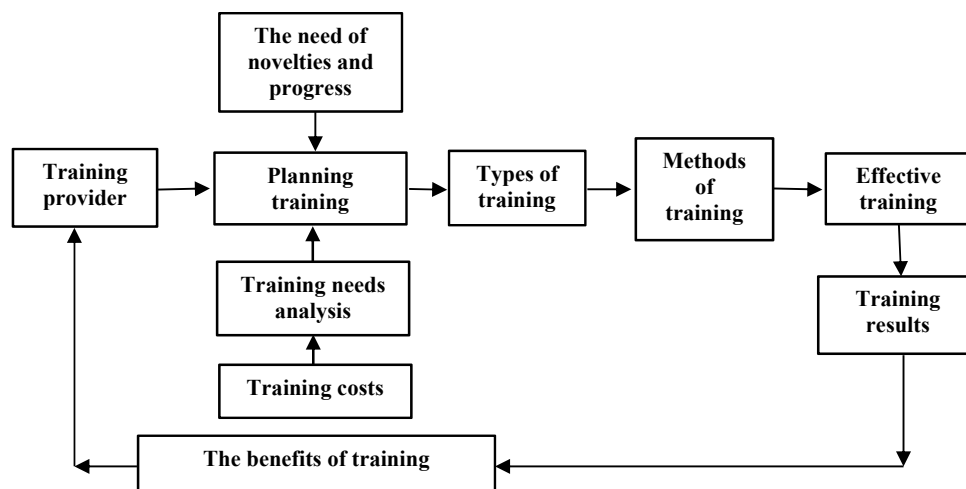 The need of
novelties and
progress
Training
provider
Planning
training
Types of
training
Methods
of
training
Effective
training
Training needs
analysis
Training
results
Training costs
The benefits of training